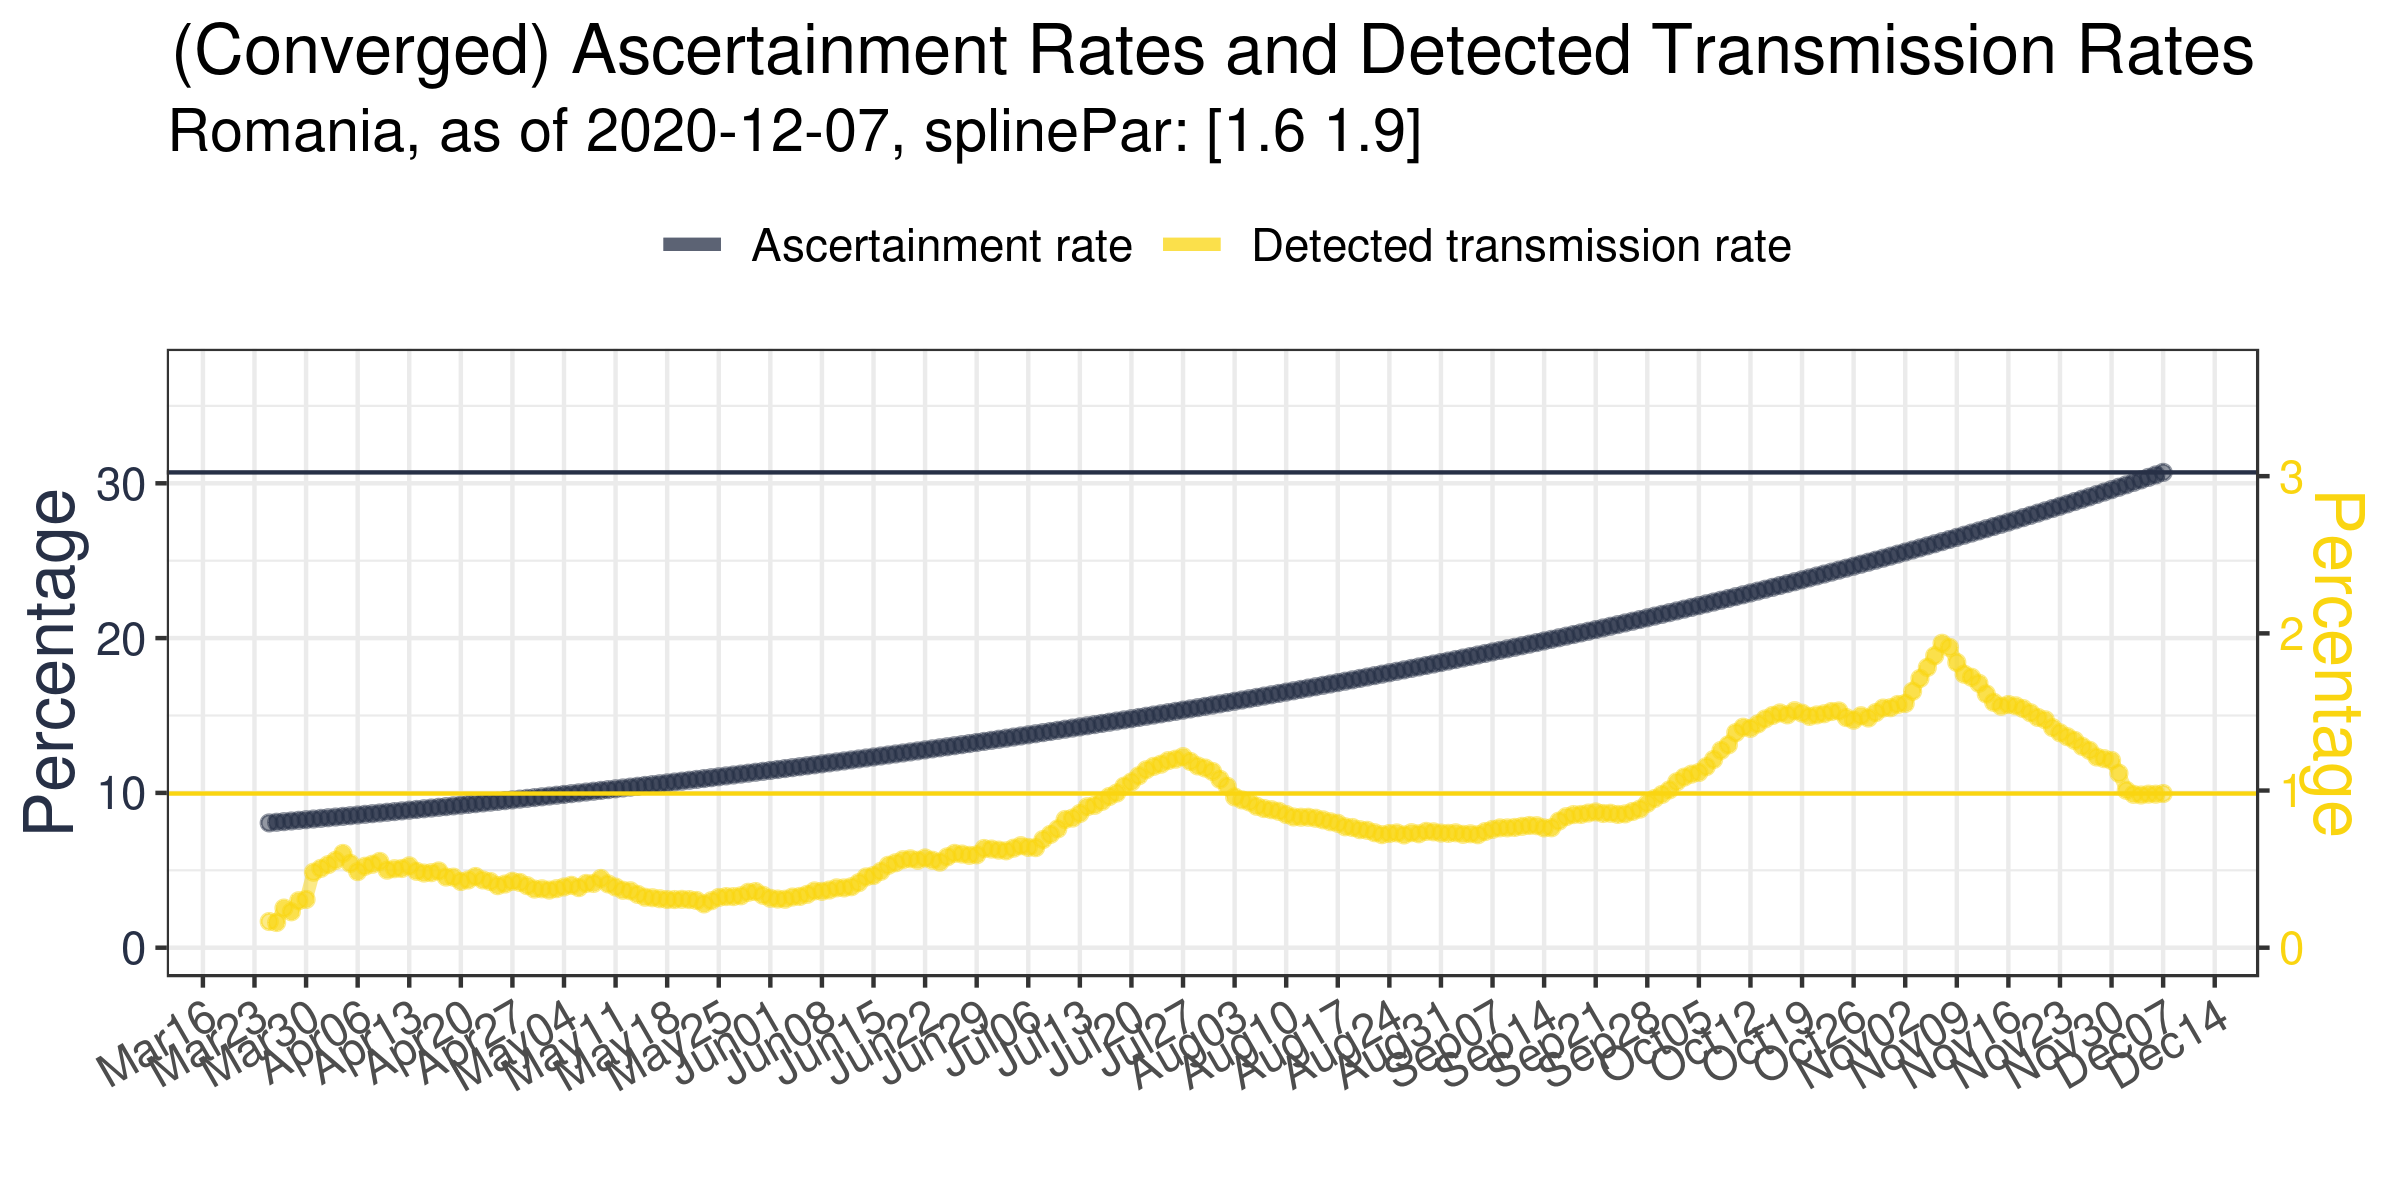 (Converged) Ascertainment Rates and Detected Transmission Rates
Romania, as of 2020-12-07, splinePar: [1.6 1.9]
Ascertainment rate Detected transmission rate
Percentage
30
20
10
0
3
2
1
0
Percentage
Mar16
Mar23
Mar30
Apr06
Apr13
Apr20
Apr27
May04
May11
May18
May25
Jun01
Jun08
Jun15
Jun22
Jun29
Jul06
Jul13
Jul20
Jul27
Aug03
Aug10
Aug17
Aug24
Aug31
Sep07
Sep14
Sep21
Sep28
Oct05
Oct12
Oct19
Oct26
Nov02
Nov09
Nov16
Nov23
Nov30
Dec07
Dec14